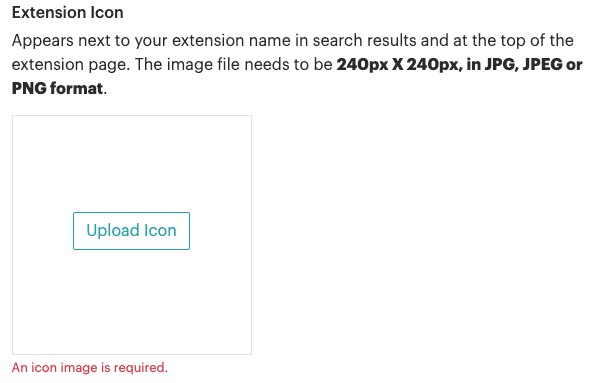 Extension Icon
Appears next to your extension name in search results and at the top of the
extension page. The image file needs to be 240px X 240px, in JPG, JPEG or
PNG format.
Upload Icon
An icon image is required.